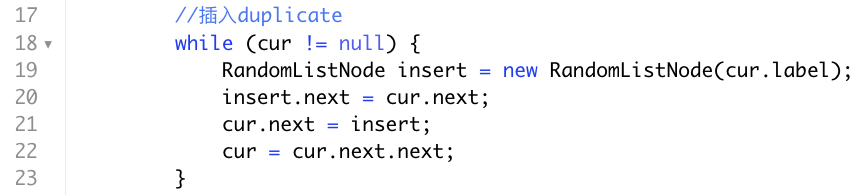 17 //插入duplicate
18 while (cur != null) {
19 RandomListNode insert = new RandomListNode(cur.label);
20 insert.next = cur.next;
21 cur.next = insert;
22 cur = cur.next.next;
23 }